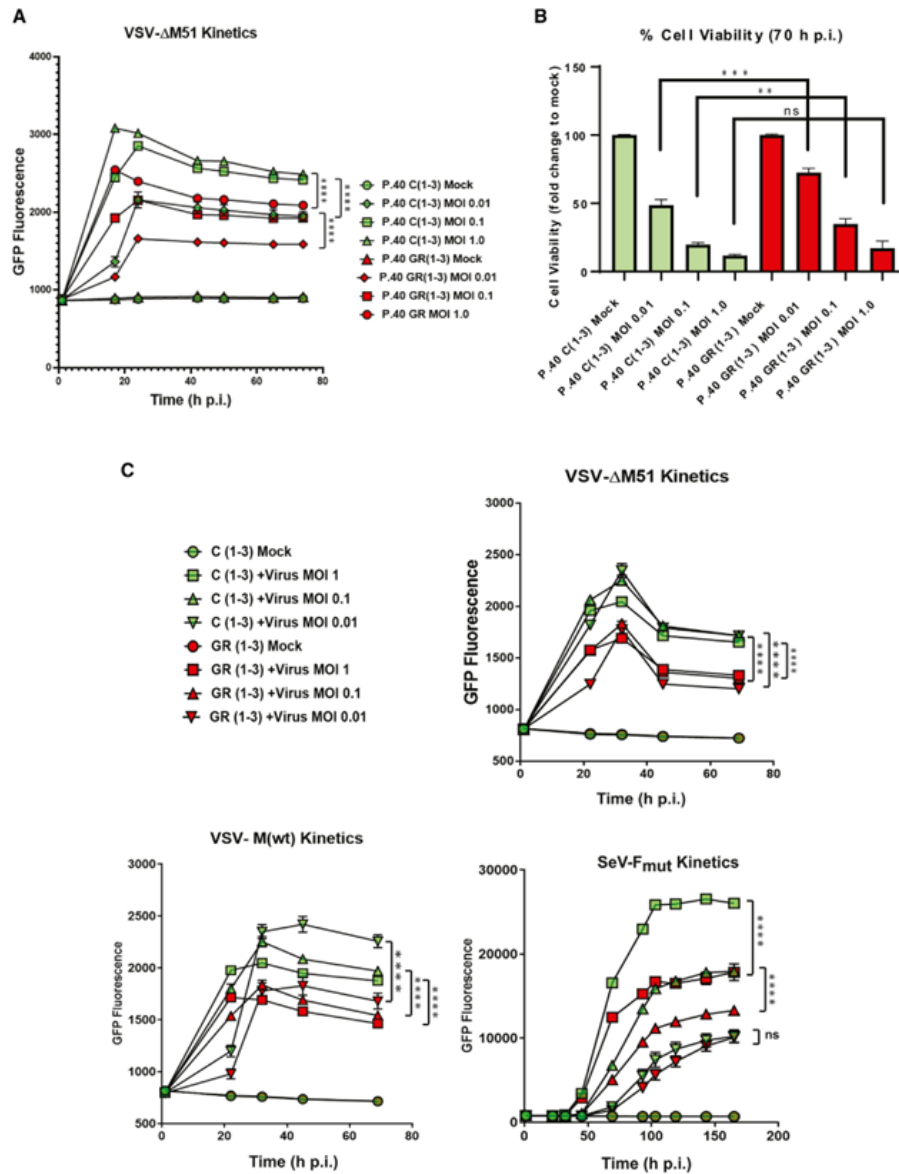 A
VSV-ΔM51 Kinetics
GFP Fluorescence
4000
3000
2000
1000
0
0
20
40
60
80
Time (h p.i.)
P.40 C(1-3) Mock
P.40 C(1-3) MOI 0.01
P.40 C(1-3) MOI 0.1
P.40 C(1-3) MOI 1.0
P.40 GR(1-3) Mock
P.40 GR(1-3) MOI 0.01
P.40 GR(1-3) MOI 0.1
P.40 GR MOI 1.0
****
****
****
B
% Cell Viability (70 h p.i.)
Cell Viability (fold change to mock)
150
100
50
0
***
**
ns
P.40 C(1-3) Mock
P.40 C(1-3) MOI 0.01
P.40 C(1-3) MOI 0.1
P.40 C(1-3) MOI 1.0
P.40 GR(1-3) Mock
P.40 GR(1-3) MOI 0.01
P.40 GR(1-3) MOI 0.1
P.40 GR(1-3) MOI 1.0
C
C (1-3) Mock
C (1-3) +Virus MOI 1
C (1-3) +Virus MOI 0.1
C (1-3) +Virus MOI 0.01
GR (1-3) Mock
GR (1-3) +Virus MOI 1
GR (1-3) +Virus MOI 0.1
GR (1-3) +Virus MOI 0.01
VSV-ΔM51 Kinetics
GFP Fluorescence
3000
2500
2000
1500
1000
500
0
20
40
60
80
Time (h p.i.)
****
****
****
VSV- M(wt) Kinetics
GFP Fluorescence
3000
2500
2000
1500
1000
500
0
20
40
60
80
Time (h p.i.)
****
****
****
SeV-Fmut Kinetics
GFP Fluorescence
30000
20000
10000
0
0
50
100
150
200
Time (h p.i.)
****
****
ns